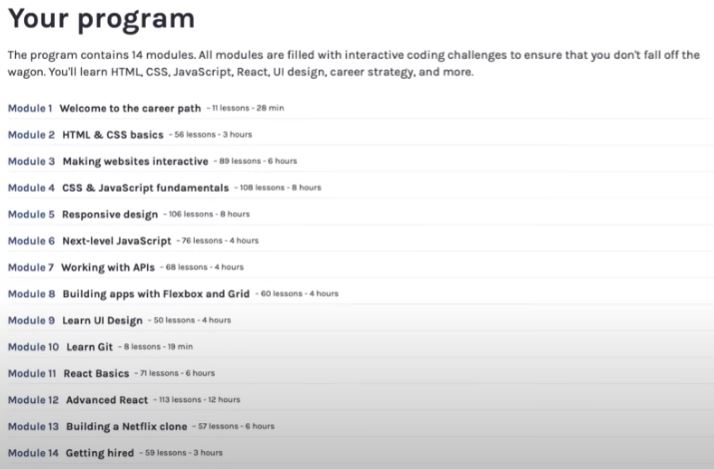 Your program
The program contains 14 modules. All modules are filled with interactive coding challenges to ensure that you don't fall off the
wagon. You'll learn HTML, CSS, JavaScript, React, UI design, career strategy, and more.
Module 1 Welcome to the career path - 11 lessons - 28 min
Module 2 HTML & CSS basics - 56 lessons - 3 hours
Module 3 Making websites interactive - 89 lessons - 6 hours
Module 4 CSS & JavaScript fundamentals - 108 lessons - 8 hours
Module 5 Responsive design - 106 lessons - 8 hours
Module 6 Next-level JavaScript - 76 lessons - 4 hours
Module 7 Working with APIs - 68 lessons - 4 hours
Module 8 Building apps with Flexbox and Grid - 60 lessons - 4 hours
Module 9 Learn UI Design - 50 lessons - 4 hours
Module 10 Learn Git - 8 lessons - 19 min
Module 11 React Basics - 71 lessons - 6 hours
Module 12 Advanced React - 113 lessons - 12 hours
Module 13 Building a Netflix clone - 57 lessons - 6 hours
Module 14 Getting hired - 59 lessons - 3 hours